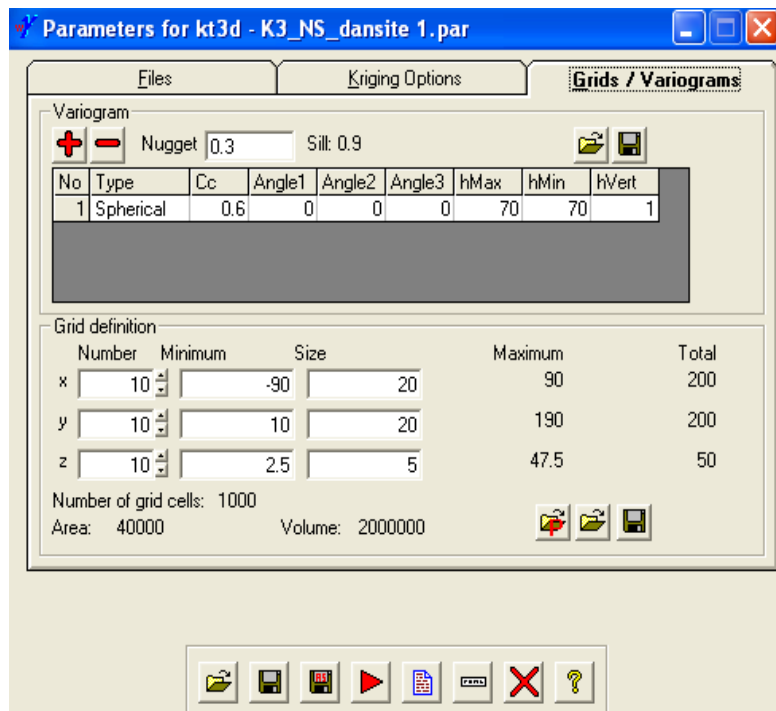 Parameters for kt3d - K3_NS_dansite 1.par
Files Kriging Options Grids / Variograms
Variogram
Nugget 0.3 Sill: 0.9
No Type Cc Angle1 Angle2 Angle3 hMax hMin hVert
1 Spherical 0.6 0 0 0 70 70 1
Grid definition
Number Minimum Size Maximum Total
x 10 -90 20 90 200
y 10 10 20 190 200
z 10 2.5 5 47.5 50
Number of grid cells: 1000
Area: 40000 Volume: 2000000
P
?